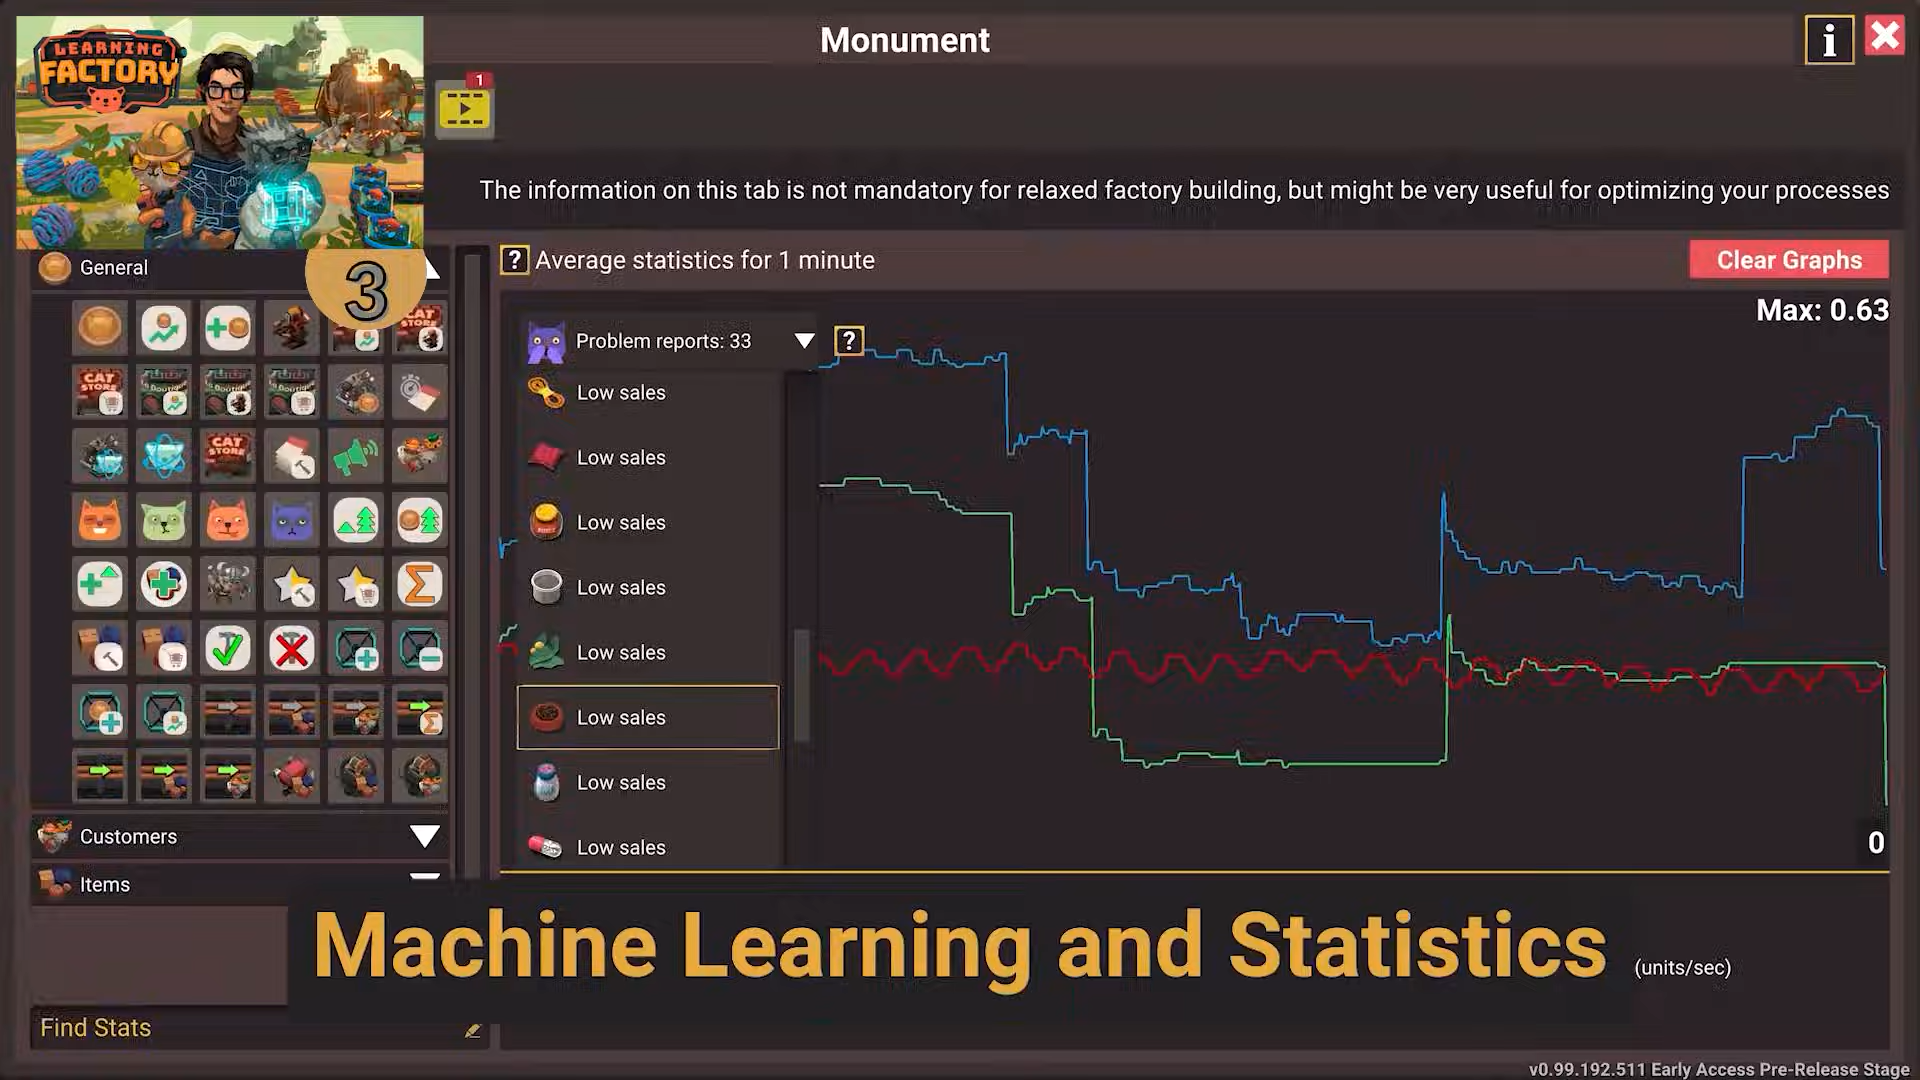 LEARNING
FACTORY
Monument
i
1
The information on this tab is not mandatory for relaxed factory building, but might be very useful for optimizing your processes
General
3
? Average statistics for 1 minute
Clear Graphs
Max: 0.63
Problem reports: 33
?
CAT
STORE
CAT
STORE
CAT
STORE
Low sales
Low sales
Low sales
Low sales
Low sales
Low sales
Low sales
Low sales
0
Customers
Items
Machine Learning and Statistics
(units/sec)
Find Stats
v0.99.192.511 Early Access Pre-Release Stage